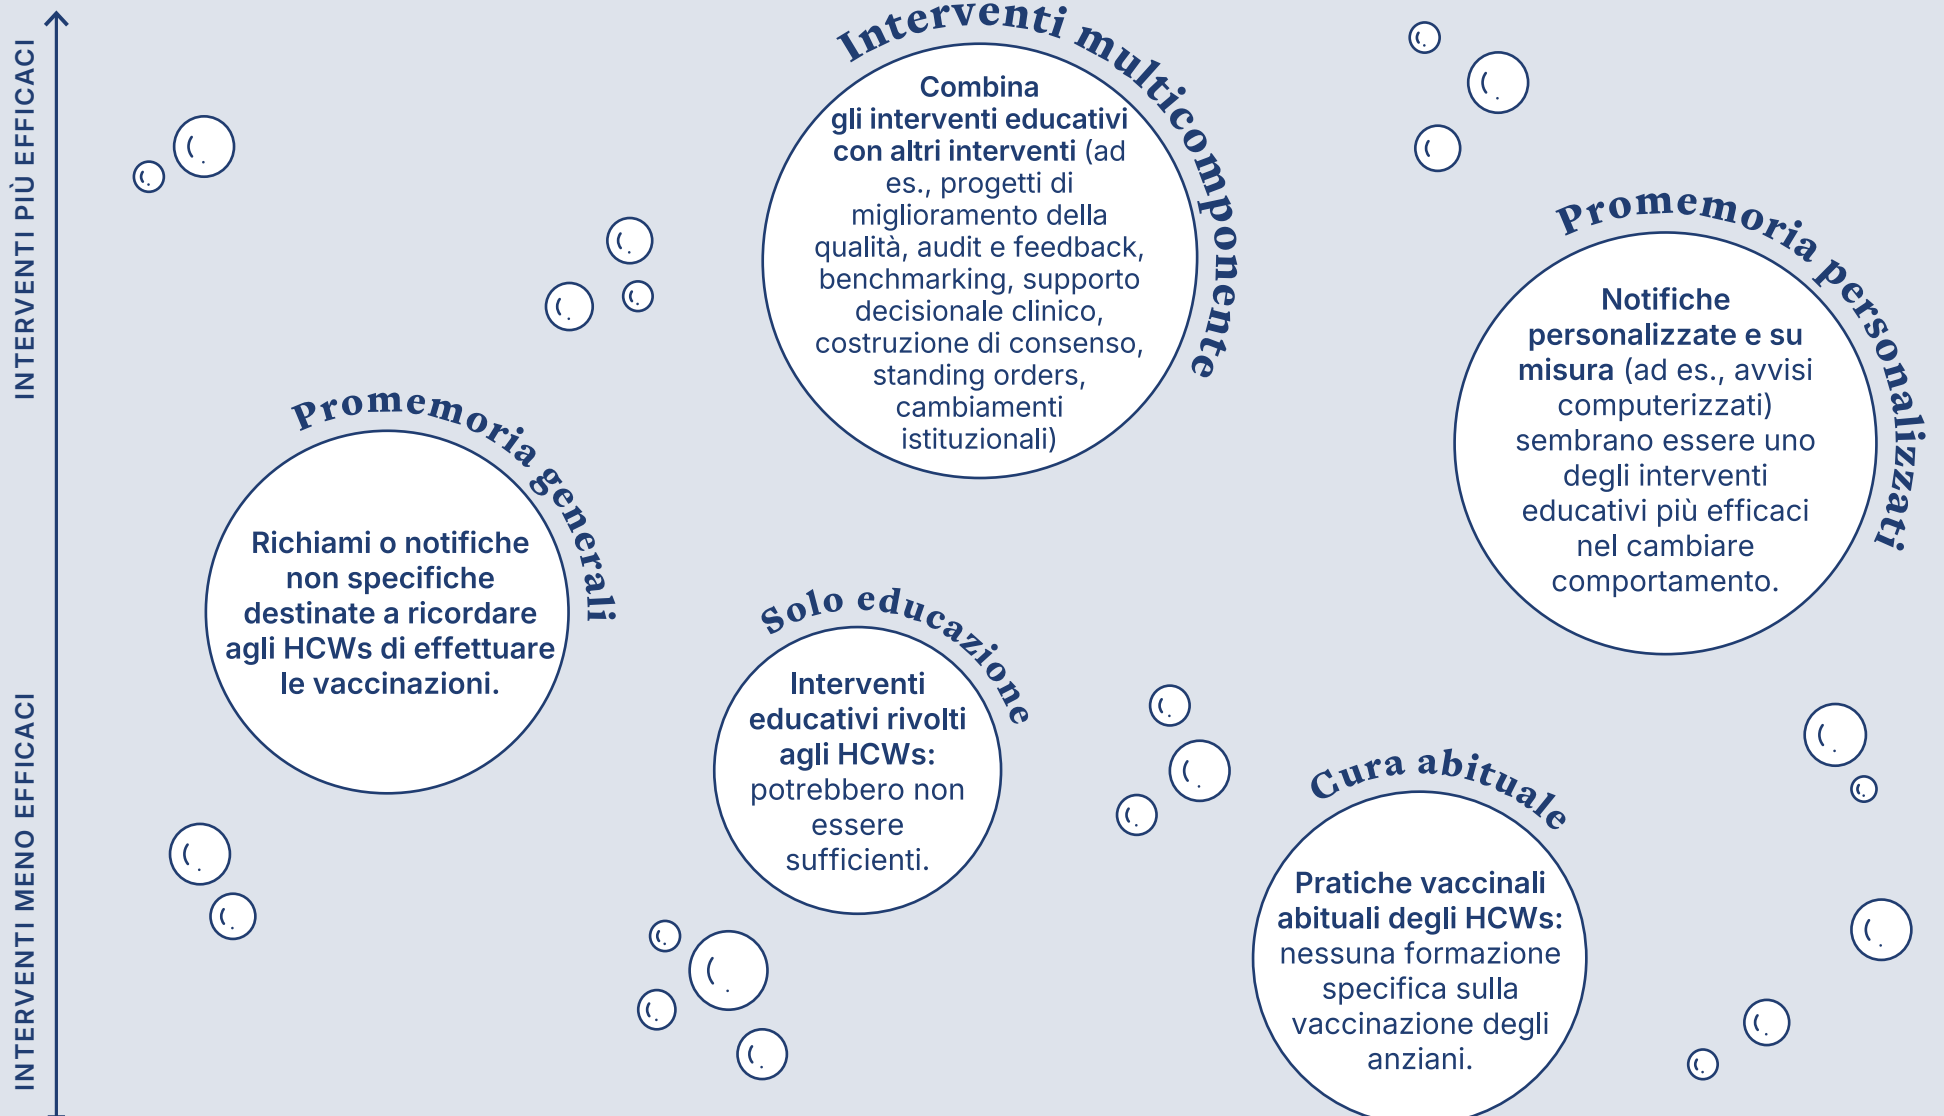 INTERVENTI PIÙ EFFICACI
INTERVENTI MENO EFFICACI
Interventi multicomponente
Combina
gli interventi educativi
con altri interventi (ad
es., progetti di
miglioramento della
qualità, audit e feedback,
benchmarking, supporto
decisionale clinico,
costruzione di consenso,
standing orders,
cambiamenti
istituzionali)
Promemoria personalizzati
Notifiche
personalizzate e su
misura (ad es., avvisi
computerizzati)
sembrano essere uno
degli interventi
educativi più efficaci
nel cambiare
comportamento.
Promemoria generali
Richiami o notifiche
non specifiche
destinate a ricordare
agli HCWs di effettuare
le vaccinazioni.
Solo educazione
Interventi
educativi rivolti
agli HCWs:
potrebbero non
essere
sufficienti.
Cura abituale
Pratiche vaccinali
abituali degli HCWs:
nessuna formazione
specifica sulla
vaccinazione degli
anziani.